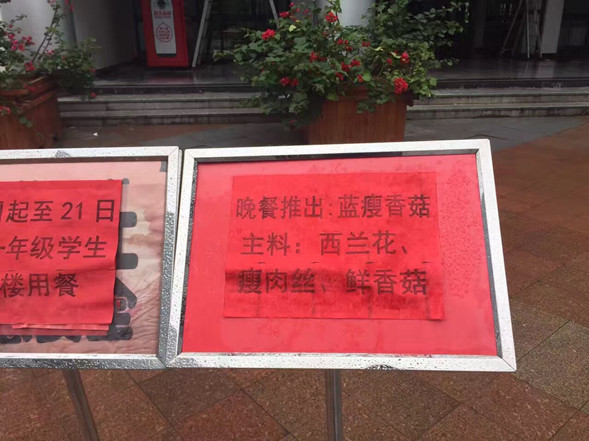 起至21日
年级学生
楼用餐
晚餐推出:蓝瘦香菇
主料：西兰花、
瘦肉丝、鲜香菇